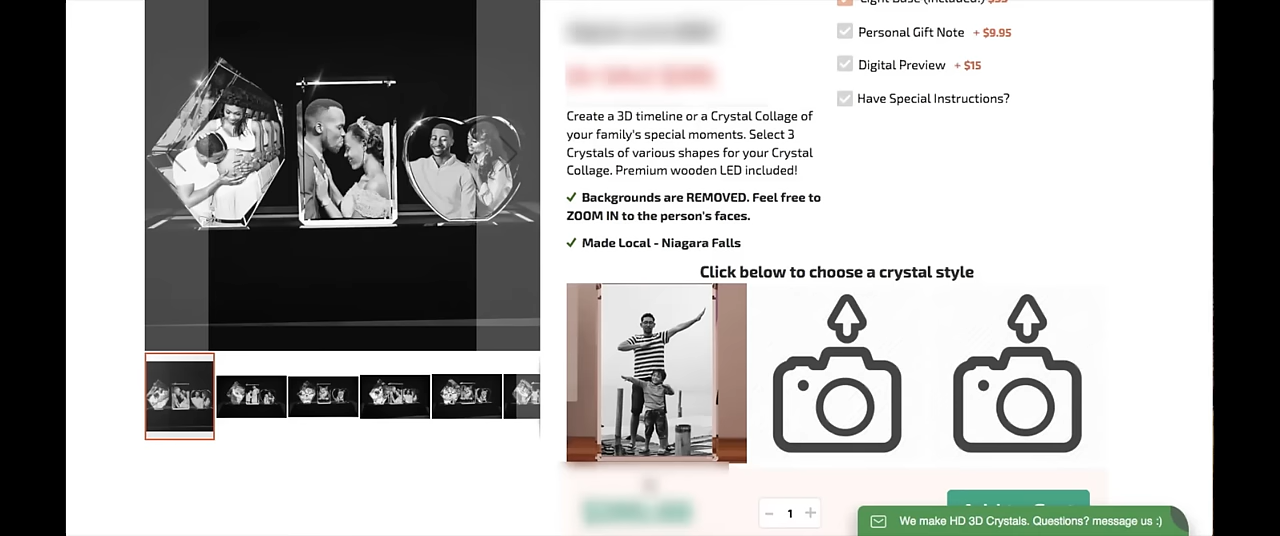 Personal Gift Note + $9.95
Digital Preview + $15
Have Special Instructions?
Create a 3D timeline or a Crystal Collage of
your family's special moments. Select 3
Crystals of various shapes for your Crystal
Collage. Premium wooden LED included!
Backgrounds are REMOVED. Feel free to
ZOOM IN to the person's faces.
Made Local - Niagara Falls
Click below to choose a crystal style
− 1 +
We make HD 3D Crystals. Questions? message us :)